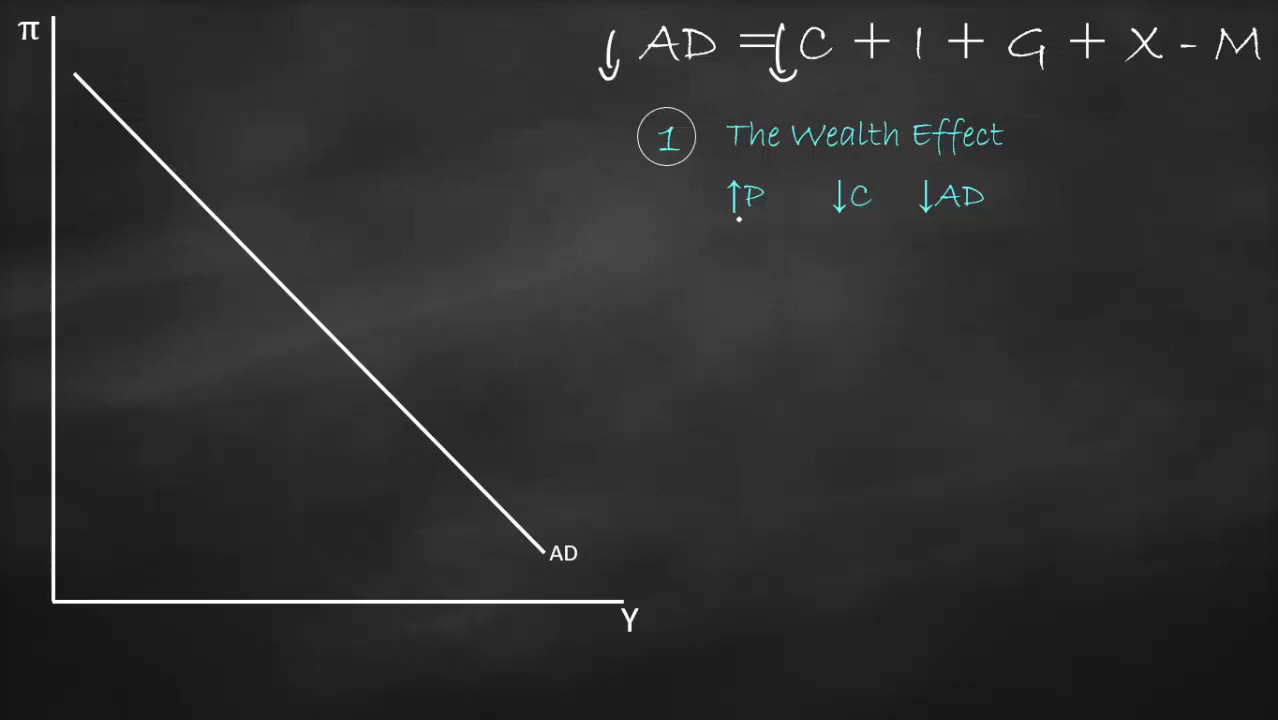 π
↓ AD = ↓ C + I + G + X - M
1 The Wealth Effect
↑P ↓C ↓AD
AD
Y